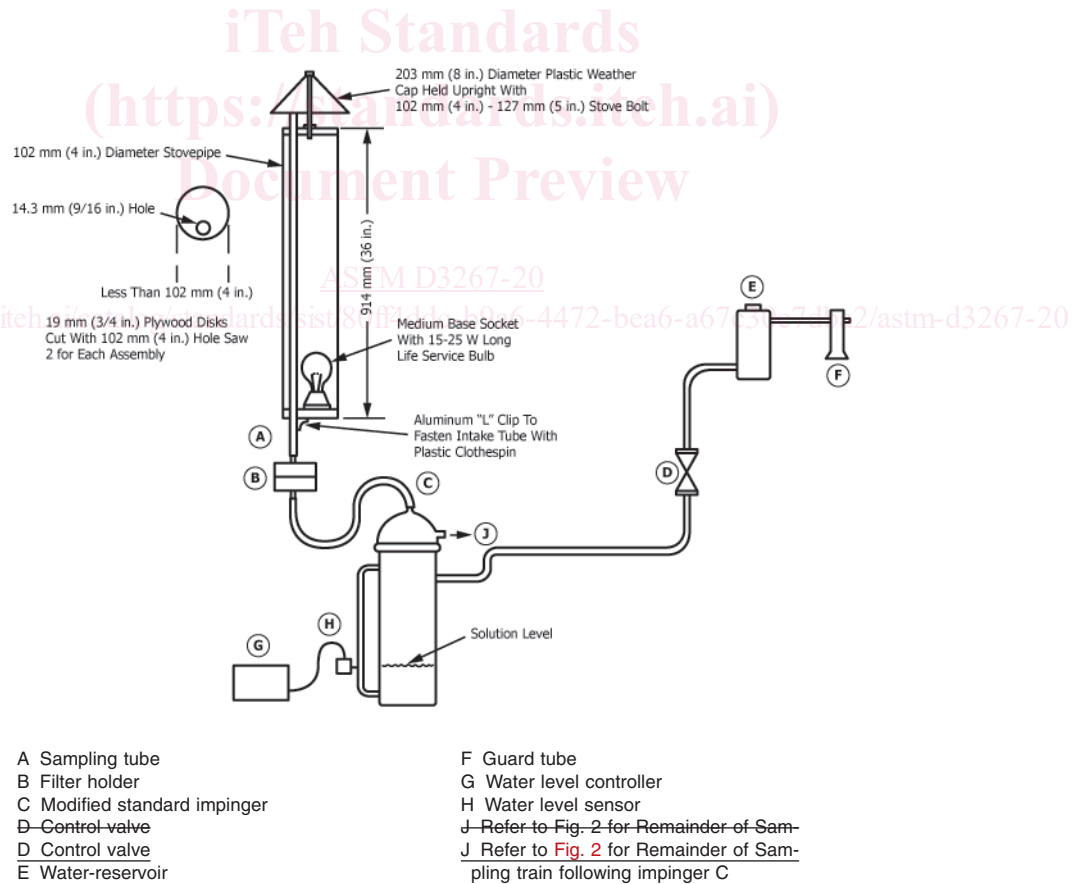 iTeh Standards
(https://standards.iteh.ai)
Document Preview
ASTM D3267-20
203 mm (8 in.) Diameter Plastic Weather
Cap Held Upright With
102 mm (4 in.) - 127 mm (5 in.) Stove Bolt
102 mm (4 in.) Diameter Stovepipe
14.3 mm (9/16 in.) Hole
Less Than 102 mm (4 in.)
19 mm (3/4 in.) Plywood Disks
Cut With 102 mm (4 in.) Hole Saw
2 for Each Assembly
914 mm (36 in.)
Medium Base Socket
With 15-25 W Long
Life Service Bulb
Aluminum "L" Clip To
Fasten Intake Tube With
Plastic Clothespin
A
B
C
D
E
F
J
H
G
Solution Level
A Sampling tube
B Filter holder
C Modified standard impinger
D Control valve
D Control valve
E Water-reservoir
F Guard tube
G Water level controller
H Water level sensor
J Refer to Fig. 2 for Remainder of Sam-
J Refer to Fig. 2 for Remainder of Sam-
pling train following impinger C